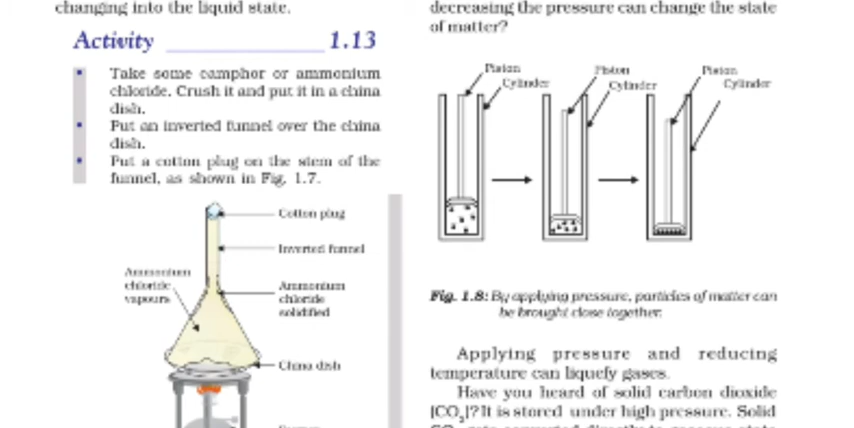 changing into the liquid state.
Activity 1.13
• Take some camphor or ammonium
chloride. Crush it and put it in a china
dish.
• Put an inverted funnel over the china
dish.
• Put a cotton plug on the stem of the
funnel, as shown in Fig. 1.7.
Cotton plug
Inverted funnel
Ammonium
chloride
vapours
Ammonium
chloride
solidified
China dish
decreasing the pressure can change the state
of matter?
Piston
Cylinder
Piston
Cylinder
Piston
Cylinder
Fig. 1.8: By applying pressure, particles of matter can
be brought close together.
Applying pressure and reducing
temperature can liquefy gases.
Have you heard of solid carbon dioxide
(CO₂)? It is stored under high pressure. Solid